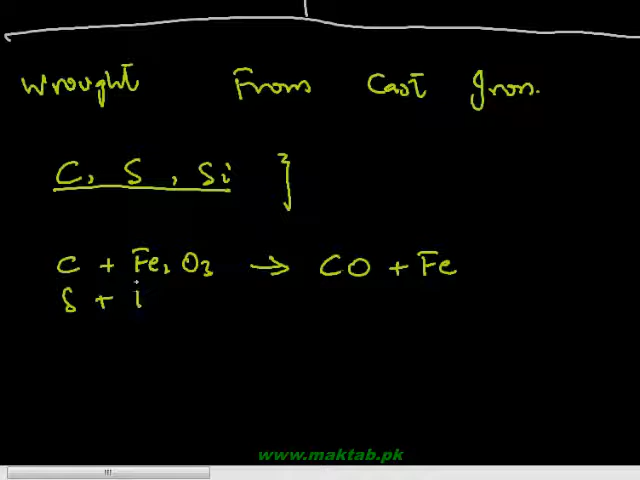 Wrought From Cast Iron.
C, S, Si }
C + Fe2O3 → CO + Fe
S + i
www.maktab.pk